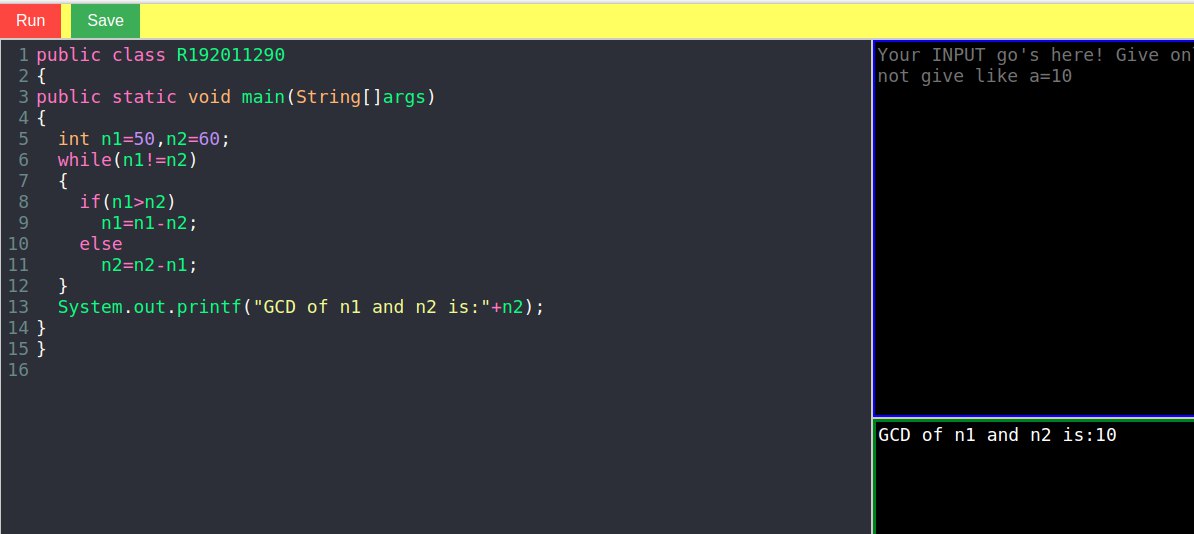 Run Save
1 public class R192011290
2 {
3 public static void main(String[]args)
4 {
5   int n1=50,n2=60;
6   while(n1!=n2)
7   {
8     if(n1>n2)
9       n1=n1-n2;
10     else
11       n2=n2-n1;
12   }
13   System.out.printf("GCD of n1 and n2 is:"+n2);
14 }
15 }
16
Your INPUT go's here! Give on
not give like a=10
GCD of n1 and n2 is:10